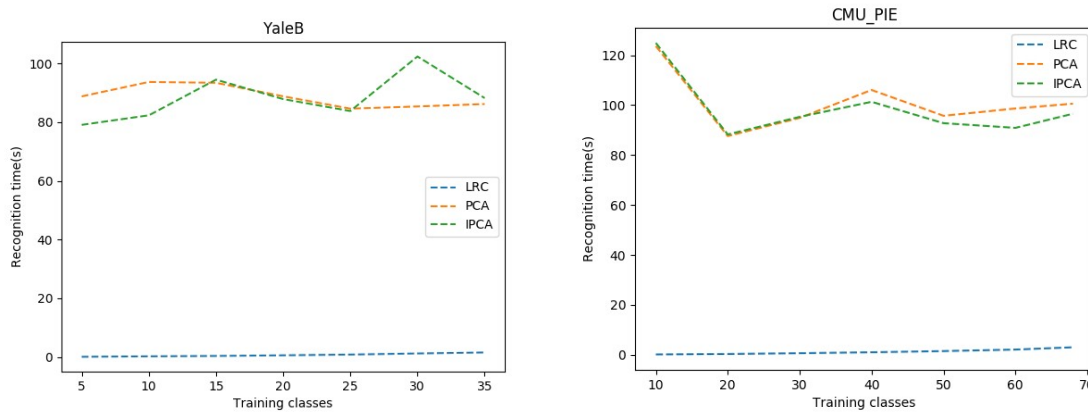 YaleB
Recognition time(s)
100
80
60
40
20
0
LRC
PCA
IPCA
5 10 15 20 25 30 35
Training classes
CMU_PIE
Recognition time(s)
120
100
80
60
40
20
0
LRC
PCA
IPCA
10 20 30 40 50 60 70
Training classes